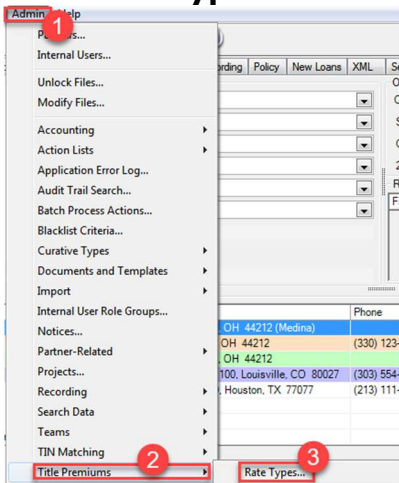 Admin Help
1
Internal Users...
Recording Policy New Loans XML
Unlock Files...
Modify Files...
Accounting
Action Lists
Application Error Log...
Audit Trail Search...
Batch Process Actions...
Blacklist Criteria...
Curative Types
Documents and Templates
Import
Internal User Role Groups...
Phone
Notices...
OH 44212 (Medina)
Partner-Related
OH 44212 (330) 123-
OH 44212
Projects...
100, Louisville, CO 80027 (303) 554-
Recording
, Houston, TX 77077 (213) 111-
Search Data
Teams
TIN Matching
2
3
Title Premiums
Rate Types...